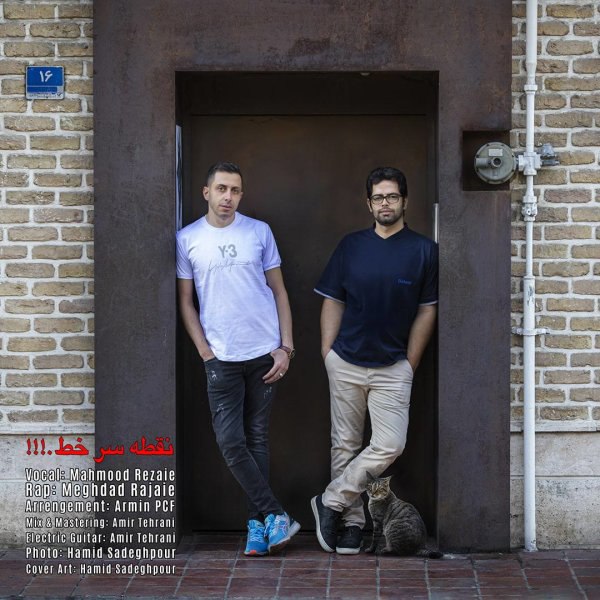 ۱۶
Y-3
نقطه سر خط.!!!
Vocal: Mahmood Rezaie
Rap: Meghdad Rajaie
Arrengement: Armin PCF
Mix & Mastering: Amir Tehrani
Electric Guitar: Amir Tehrani
Photo: Hamid Sadeghpour
Cover Art: Hamid Sadeghpour